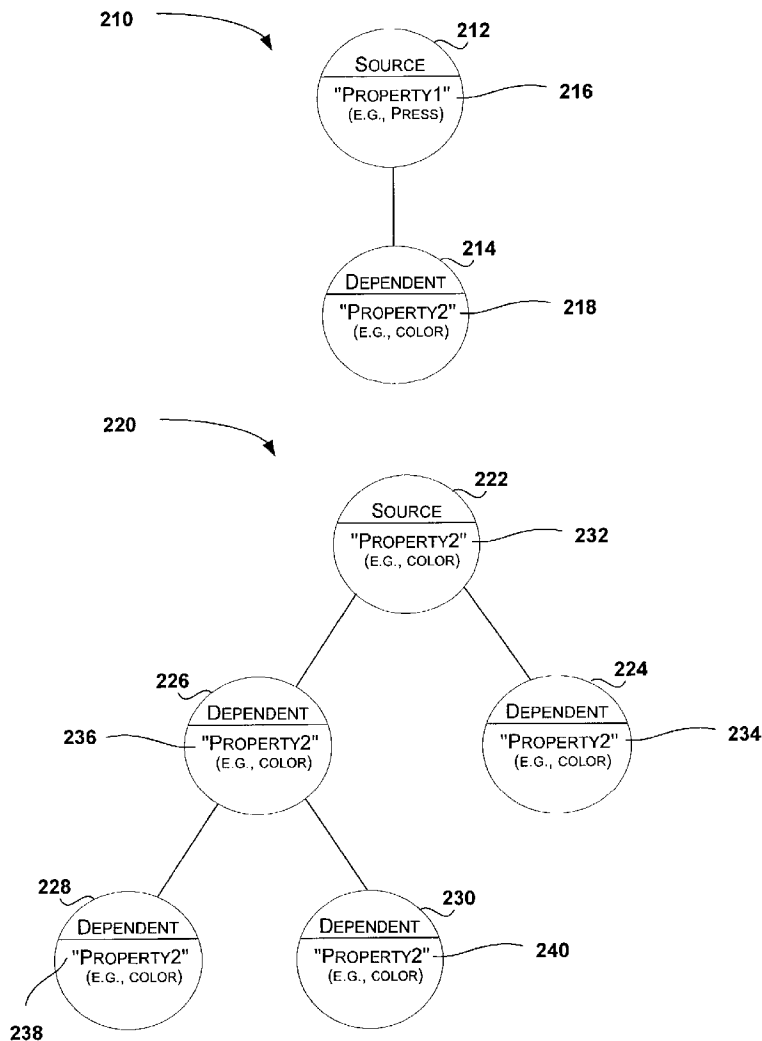 210
212
SOURCE
"PROPERTY1"
(E.G., PRESS)
216
214
DEPENDENT
"PROPERTY2"
(E.G., COLOR)
218
220
222
SOURCE
"PROPERTY2"
(E.G., COLOR)
232
226
DEPENDENT
"PROPERTY2"
(E.G., COLOR)
236
224
DEPENDENT
"PROPERTY2"
(E.G., COLOR)
234
228
DEPENDENT
"PROPERTY2"
(E.G., COLOR)
238
230
DEPENDENT
"PROPERTY2"
(E.G., COLOR)
240